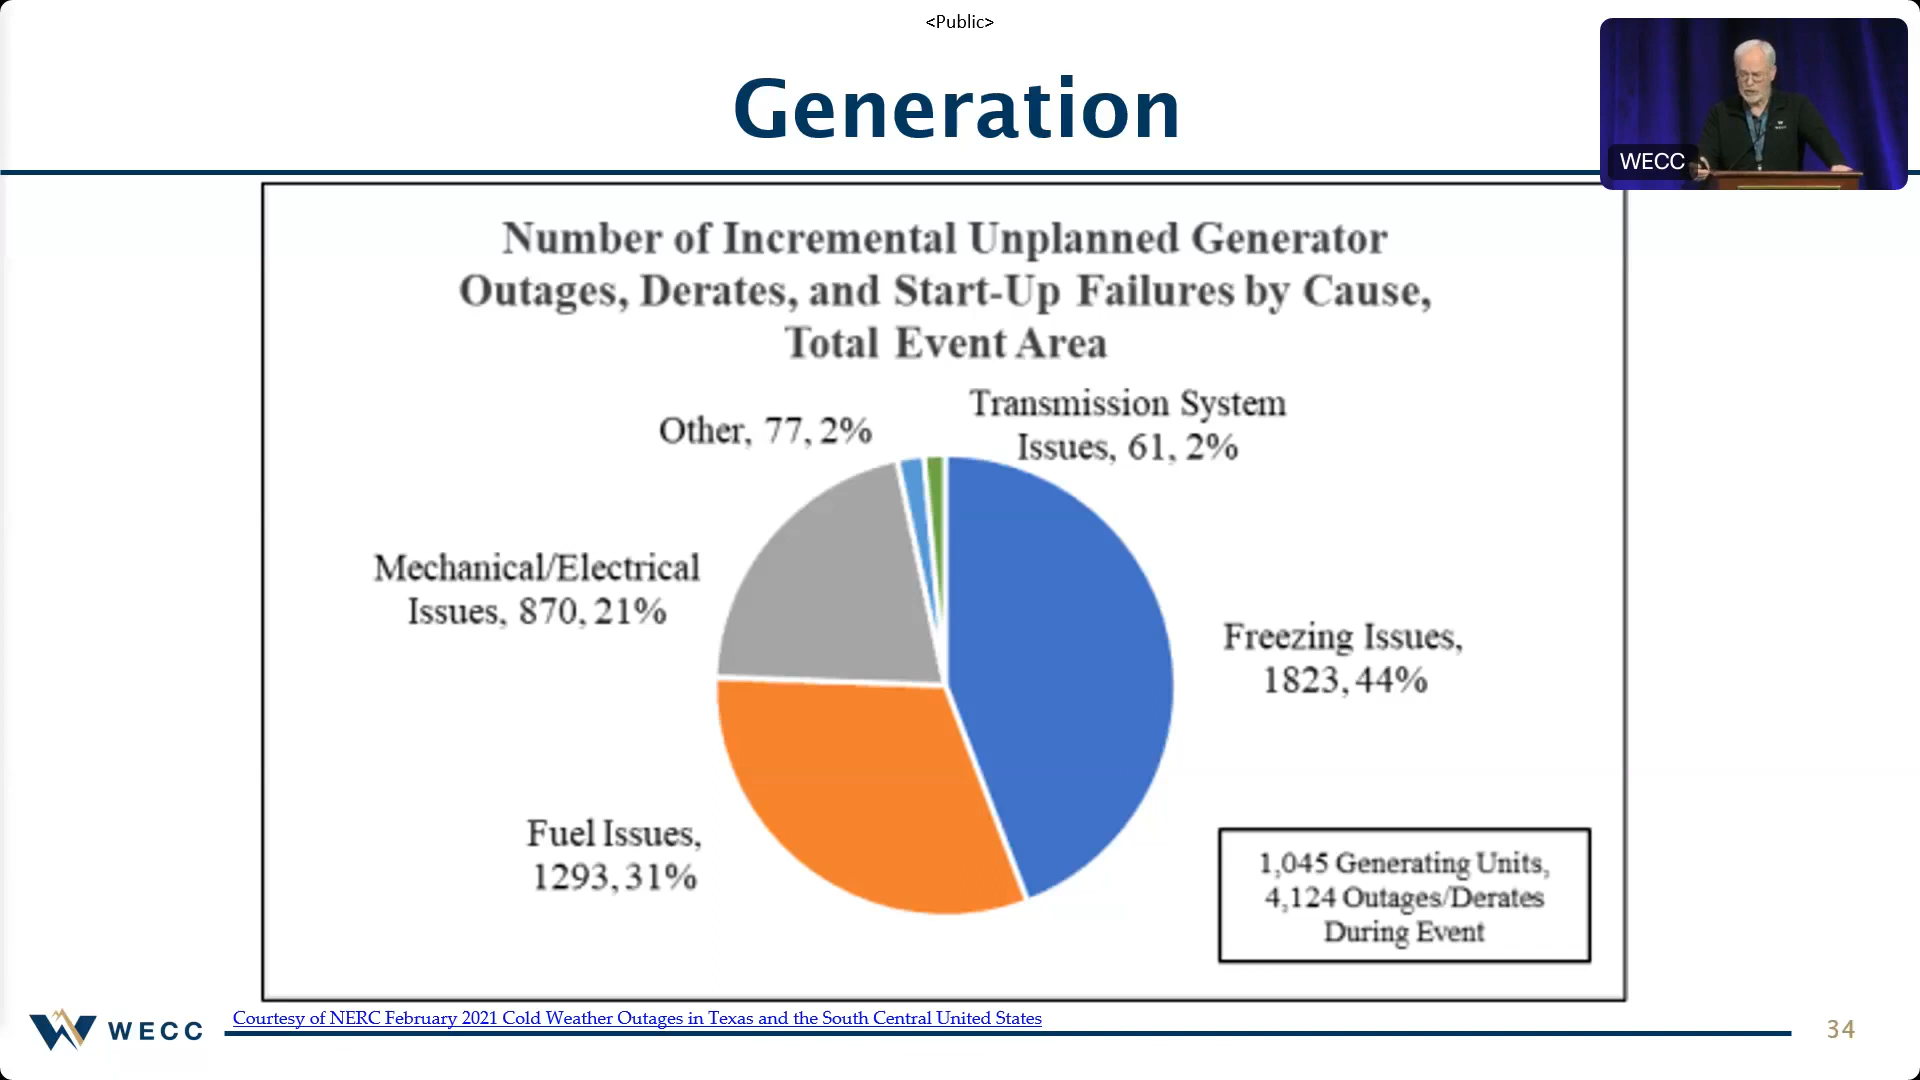 <Public>
Generation
WECC
Number of Incremental Unplanned Generator
Outages, Derates, and Start-Up Failures by Cause,
Total Event Area
Transmission System
Issues, 61, 2%
Other, 77, 2%
Mechanical/Electrical
Issues, 870, 21%
Freezing Issues,
1823, 44%
Fuel Issues,
1293, 31%
1,045 Generating Units,
4,124 Outages/Derates
During Event
WECC
Courtesy of NERC February 2021 Cold Weather Outages in Texas and the South Central United States
34